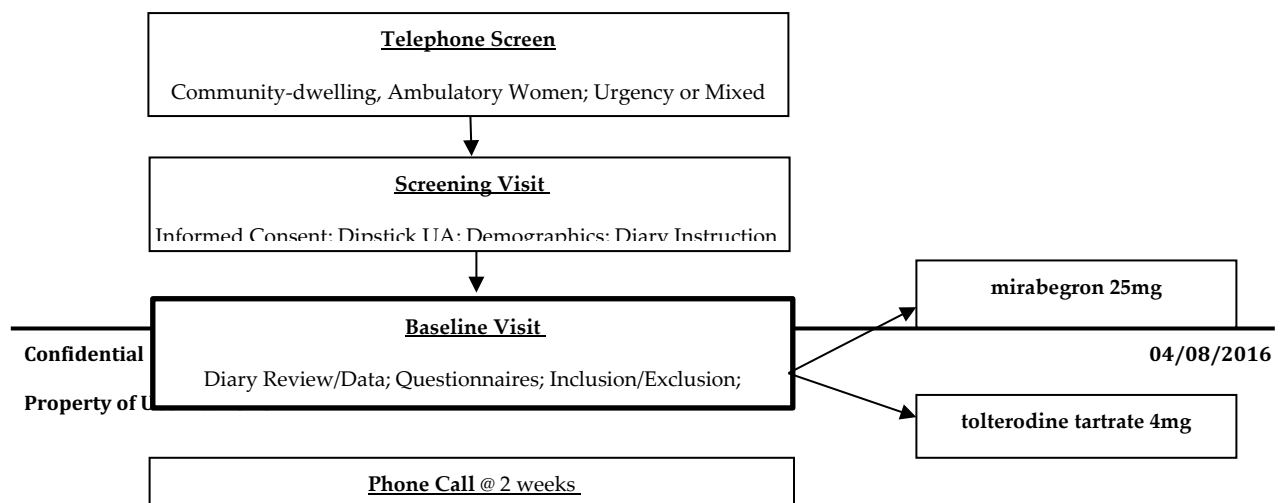 Telephone Screen
Community-dwelling, Ambulatory Women; Urgency or Mixed
Screening Visit
Informed Consent; Dipstick UA; Demographics; Diary Instruction
mirabegron 25mg
Baseline Visit
Confidential
04/08/2016
Diary Review/Data; Questionnaires; Inclusion/Exclusion;
Property of U
tolterodine tartrate 4mg
Phone Call @ 2 weeks